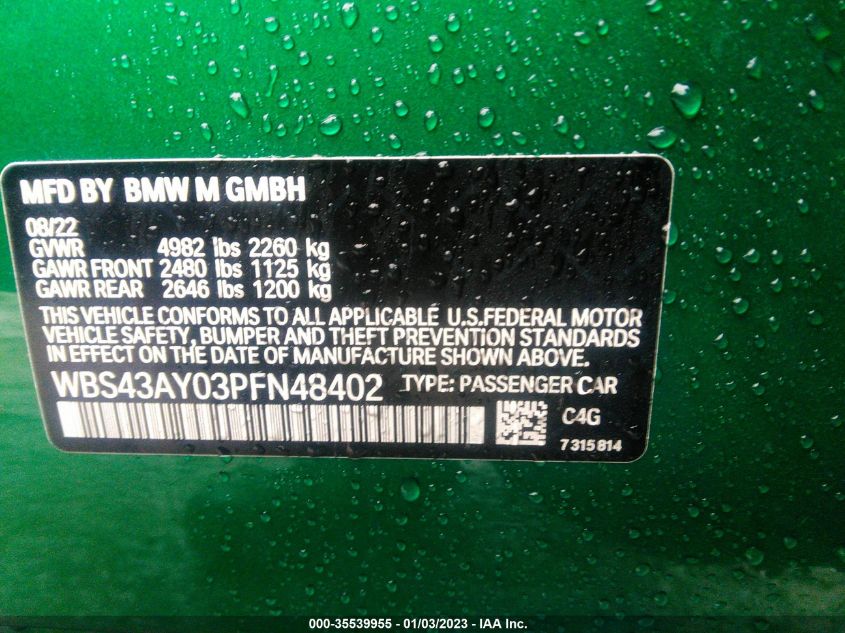 MFD BY BMW M GMBH
08/22
GVWR 4982 lbs 2260 kg
GAWR FRONT 2480 lbs 1125 kg
GAWR REAR 2646 lbs 1200 kg
THIS VEHICLE CONFORMS TO ALL APPLICABLE U.S.FEDERAL MOTOR
VEHICLE SAFETY, BUMPER AND THEFT PREVENTION STANDARDS
IN EFFECT ON THE DATE OF MANUFACTURE SHOWN ABOVE.
WBS43AY03PFN48402 TYPE: PASSENGER CAR
C4G
7315814
000-35539955 - 01/03/2023 - IAA Inc.